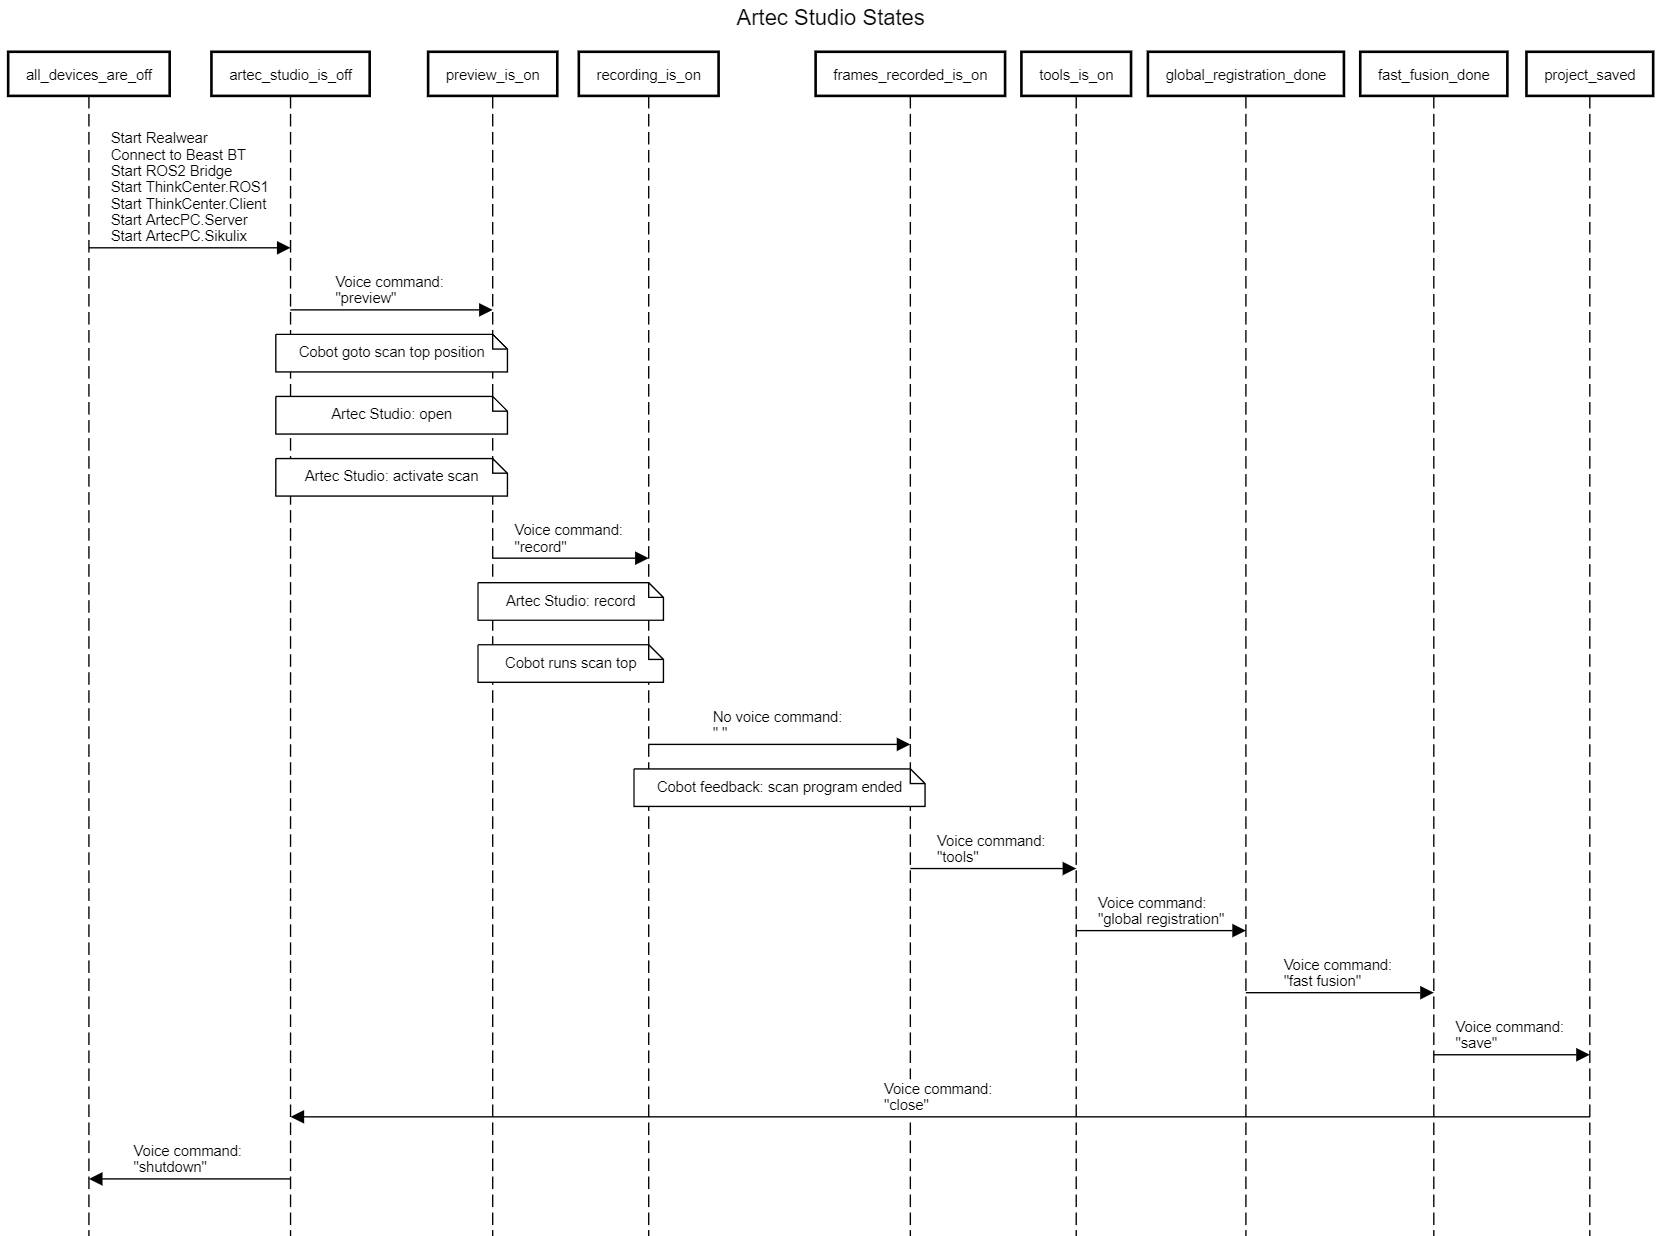 Artec Studio States
all_devices_are_off
artec_studio_is_off
preview_is_on
recording_is_on
frames_recorded_is_on
tools_is_on
global_registration_done
fast_fusion_done
project_saved
Start Realwear
Connect to Beast BT
Start ROS2 Bridge
Start ThinkCenter.ROS1
Start ThinkCenter.Client
Start ArtecPC.Server
Start ArtecPC.Sikulix
Voice command:
"preview"
Cobot goto scan top position
Artec Studio: open
Artec Studio: activate scan
Voice command:
"record"
Artec Studio: record
Cobot runs scan top
No voice command:
" "
Cobot feedback: scan program ended
Voice command:
"tools"
Voice command:
"global registration"
Voice command:
"fast fusion"
Voice command:
"save"
Voice command:
"close"
Voice command:
"shutdown"